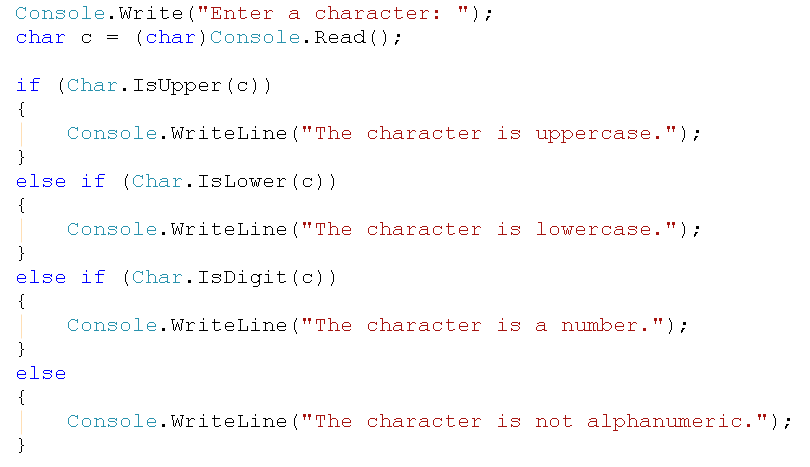 Console.Write("Enter a character: ");
char c = (char)Console.Read();

if (Char.IsUpper(c))
{
    Console.WriteLine("The character is uppercase.");
}
else if (Char.IsLower(c))
{
    Console.WriteLine("The character is lowercase.");
}
else if (Char.IsDigit(c))
{
    Console.WriteLine("The character is a number.");
}
else
{
    Console.WriteLine("The character is not alphanumeric.");
}